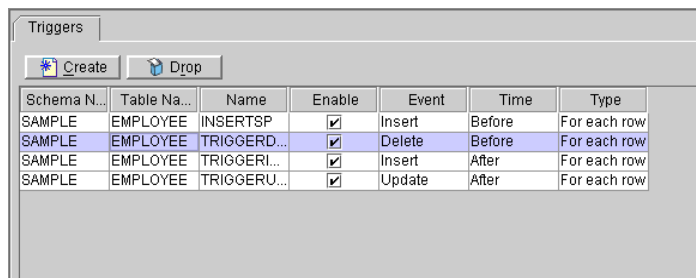 Triggers
Create Drop
Schema N... Table Na... Name Enable Event Time Type
SAMPLE EMPLOYEE INSERTSP Insert Before For each row
SAMPLE EMPLOYEE TRIGGERD... Delete Before For each row
SAMPLE EMPLOYEE TRIGGERI... Insert After For each row
SAMPLE EMPLOYEE TRIGGERU... Update After For each row